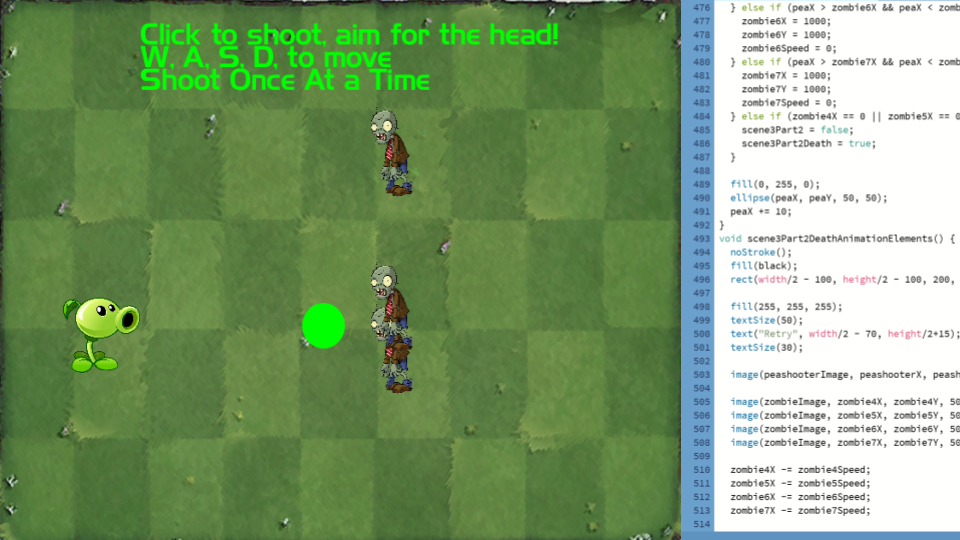 Click to shoot, aim for the head!
W, A, S, D, to move
Shoot Once At a Time
476 } else if (peaX > zombie6X && peaX < zomb
477 zombie6X = 1000;
478 zombie6Y = 1000;
479 zombie6Speed = 0;
480 } else if (peaX > zombie7X && peaX < zomb
481 zombie7X = 1000;
482 zombie7Y = 1000;
483 zombie7Speed = 0;
484 } else if (zombie4X == 0 || zombie5X == 0
485 scene3Part2 = false;
486 scene3Part2Death = true;
487 }
488
489 fill(0, 255, 0);
490 ellipse(peaX, peaY, 50, 50);
491 peaX += 10;
492 }
493 void scene3Part2DeathAnimationElements() {
494 noStroke();
495 fill(black);
496 rect(width/2 - 100, height/2 - 100, 200,
497
498 fill(255, 255, 255);
499 textSize(50);
500 text("Retry", width/2 - 70, height/2+15);
501 textSize(30);
502
503 image(peashooterImage, peashooterX, peash
504
505 image(zombieImage, zombie4X, zombie4Y, 50
506 image(zombieImage, zombie5X, zombie5Y, 50
507 image(zombieImage, zombie6X, zombie6Y, 50
508 image(zombieImage, zombie7X, zombie7Y, 50
509
510 zombie4X -= zombie4Speed;
511 zombie5X -= zombie5Speed;
512 zombie6X -= zombie6Speed;
513 zombie7X -= zombie7Speed;
514